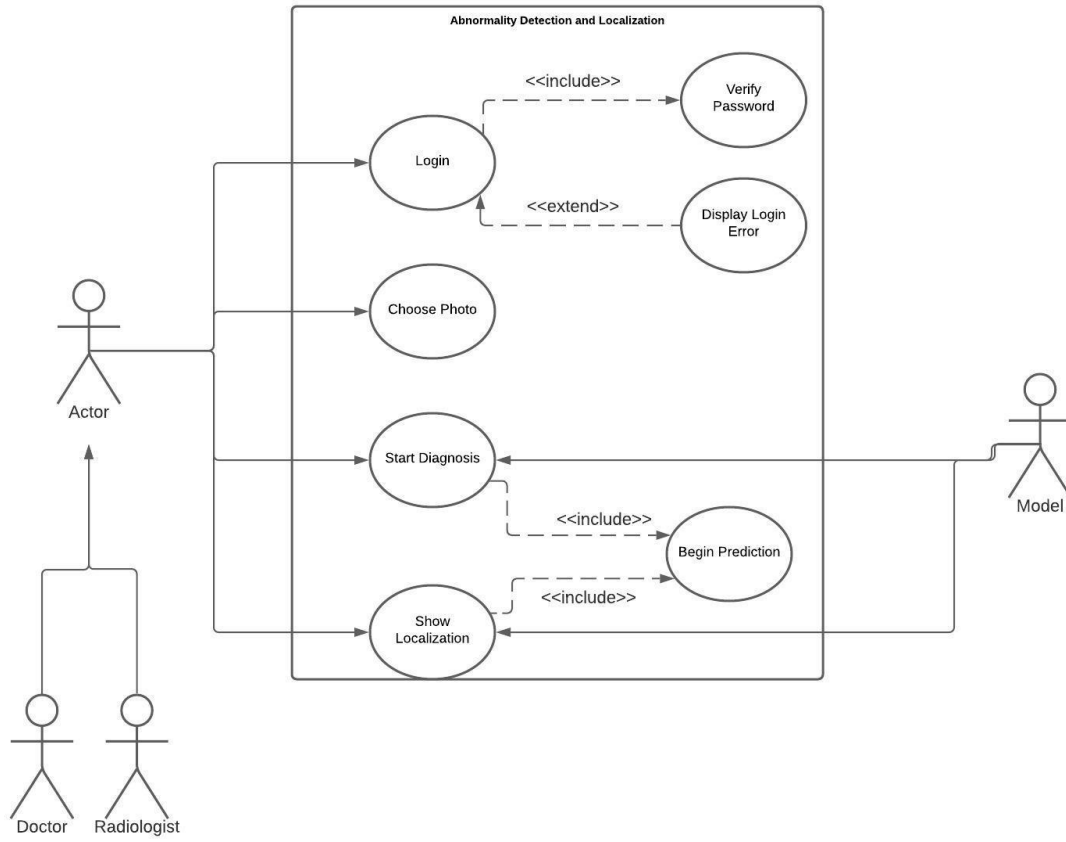 Abnormality Detection and Localization
<<include>>
Verify
Password
Login
<<extend>>
Display Login
Error
Choose Photo
Actor
Start Diagnosis
Model
<<include>>
Begin Prediction
<<include>>
Show
Localization
Doctor
Radiologist